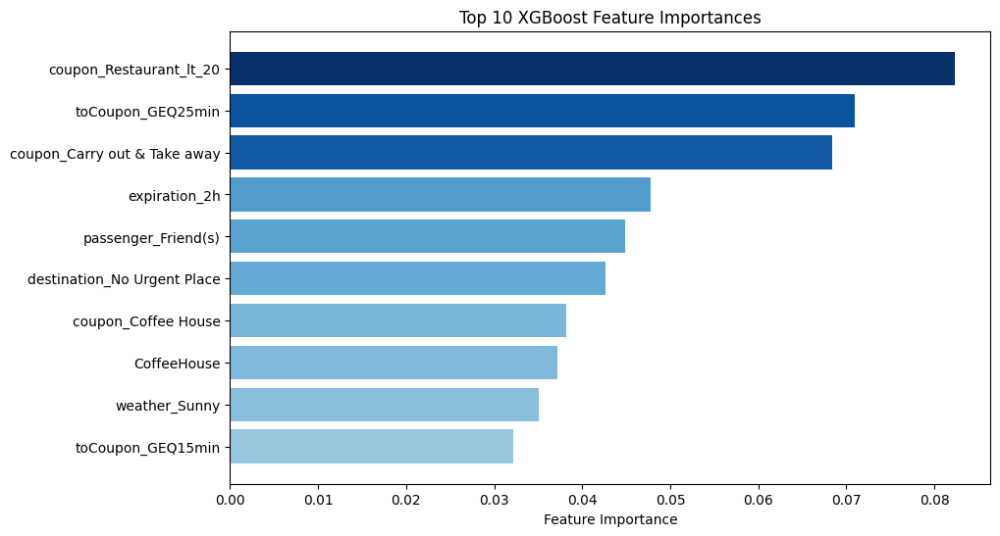 Top 10 XGBoost Feature Importances
coupon_Restaurant_lt_20
toCoupon_GEQ25min
coupon_Carry out & Take away
expiration_2h
passenger_Friend(s)
destination_No Urgent Place
coupon_Coffee House
CoffeeHouse
weather_Sunny
toCoupon_GEQ15min
0.00 0.01 0.02 0.03 0.04 0.05 0.06 0.07 0.08
Feature Importance